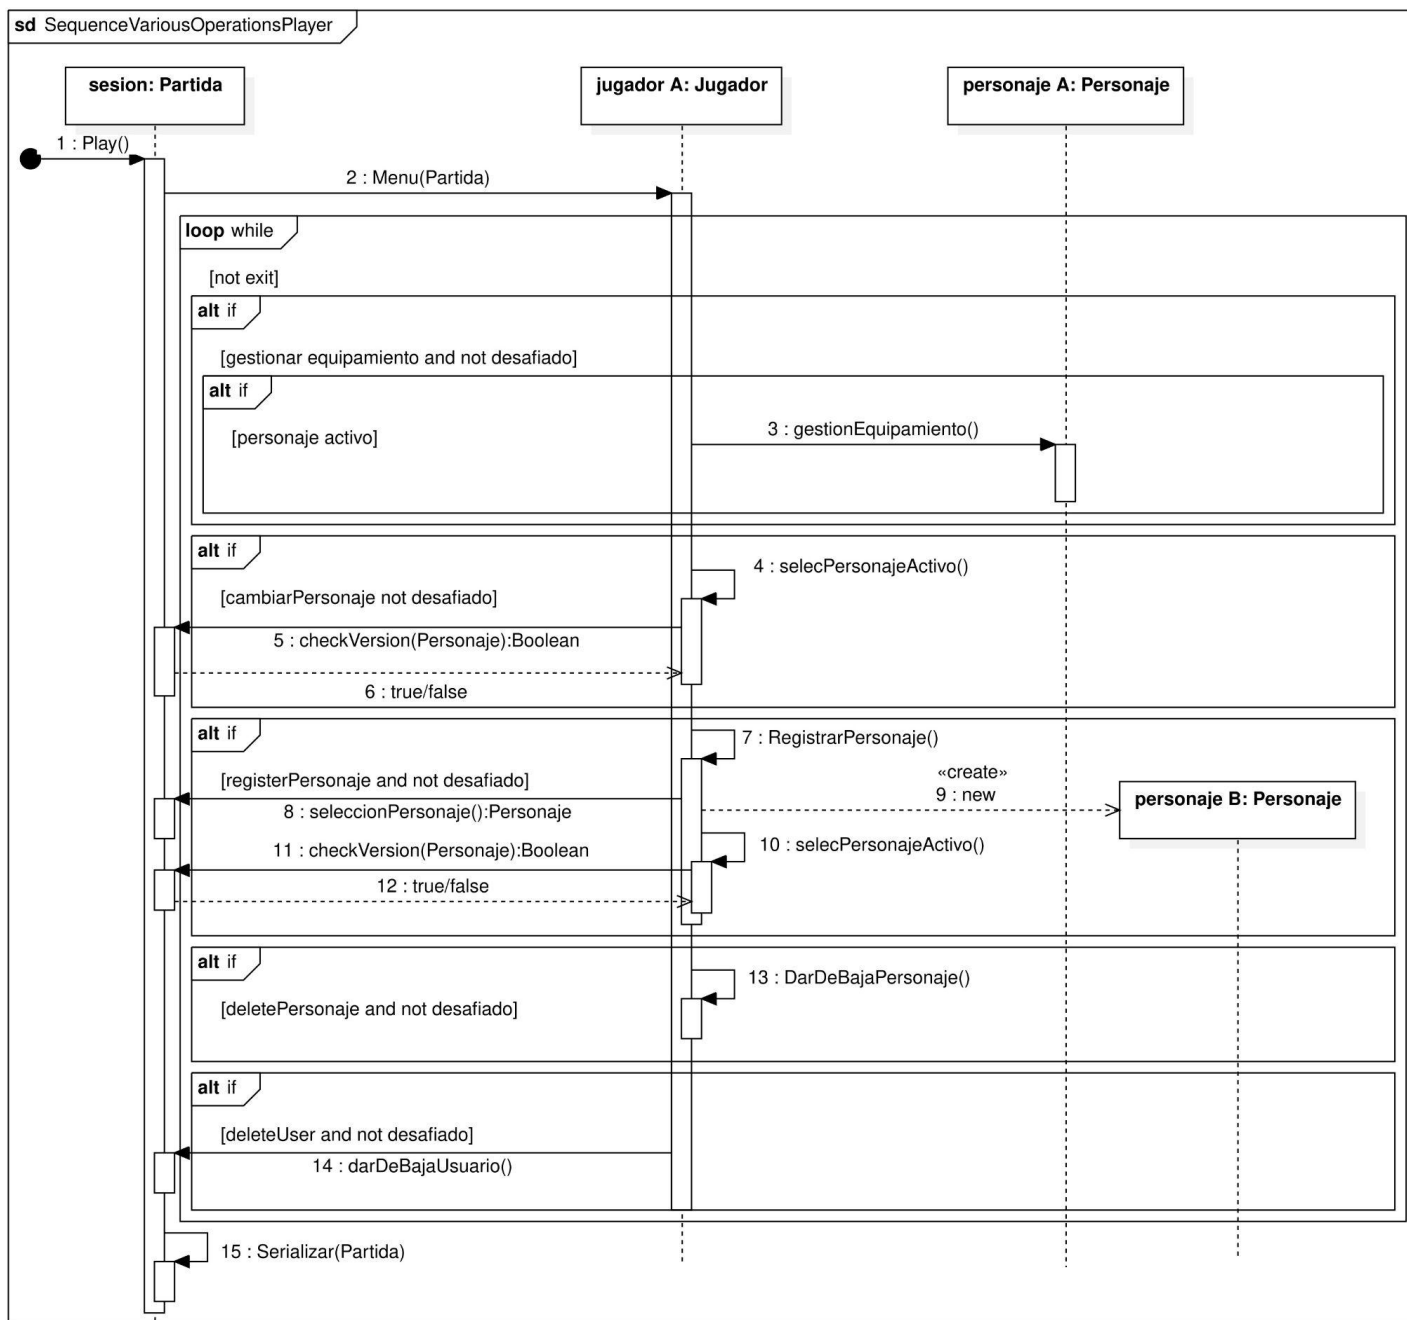 sd SequenceVariousOperationsPlayer
sesion: Partida
jugador A: Jugador
personaje A: Personaje
1 : Play()
2 : Menu(Partida)
loop while
[not exit]
alt if
[gestionar equipamiento and not desafiado]
alt if
[personaje activo]
3 : gestionEquipamiento()
alt if
4 : selecPersonajeActivo()
[cambiarPersonaje not desafiado]
5 : checkVersion(Personaje):Boolean
6 : true/false
alt if
7 : RegistrarPersonaje()
[registerPersonaje and not desafiado]
«create»
9 : new
personaje B: Personaje
8 : seleccionPersonaje():Personaje
10 : selecPersonajeActivo()
11 : checkVersion(Personaje):Boolean
12 : true/false
alt if
13 : DarDeBajaPersonaje()
[deletePersonaje and not desafiado]
alt if
[deleteUser and not desafiado]
14 : darDeBajaUsuario()
15 : Serializar(Partida)